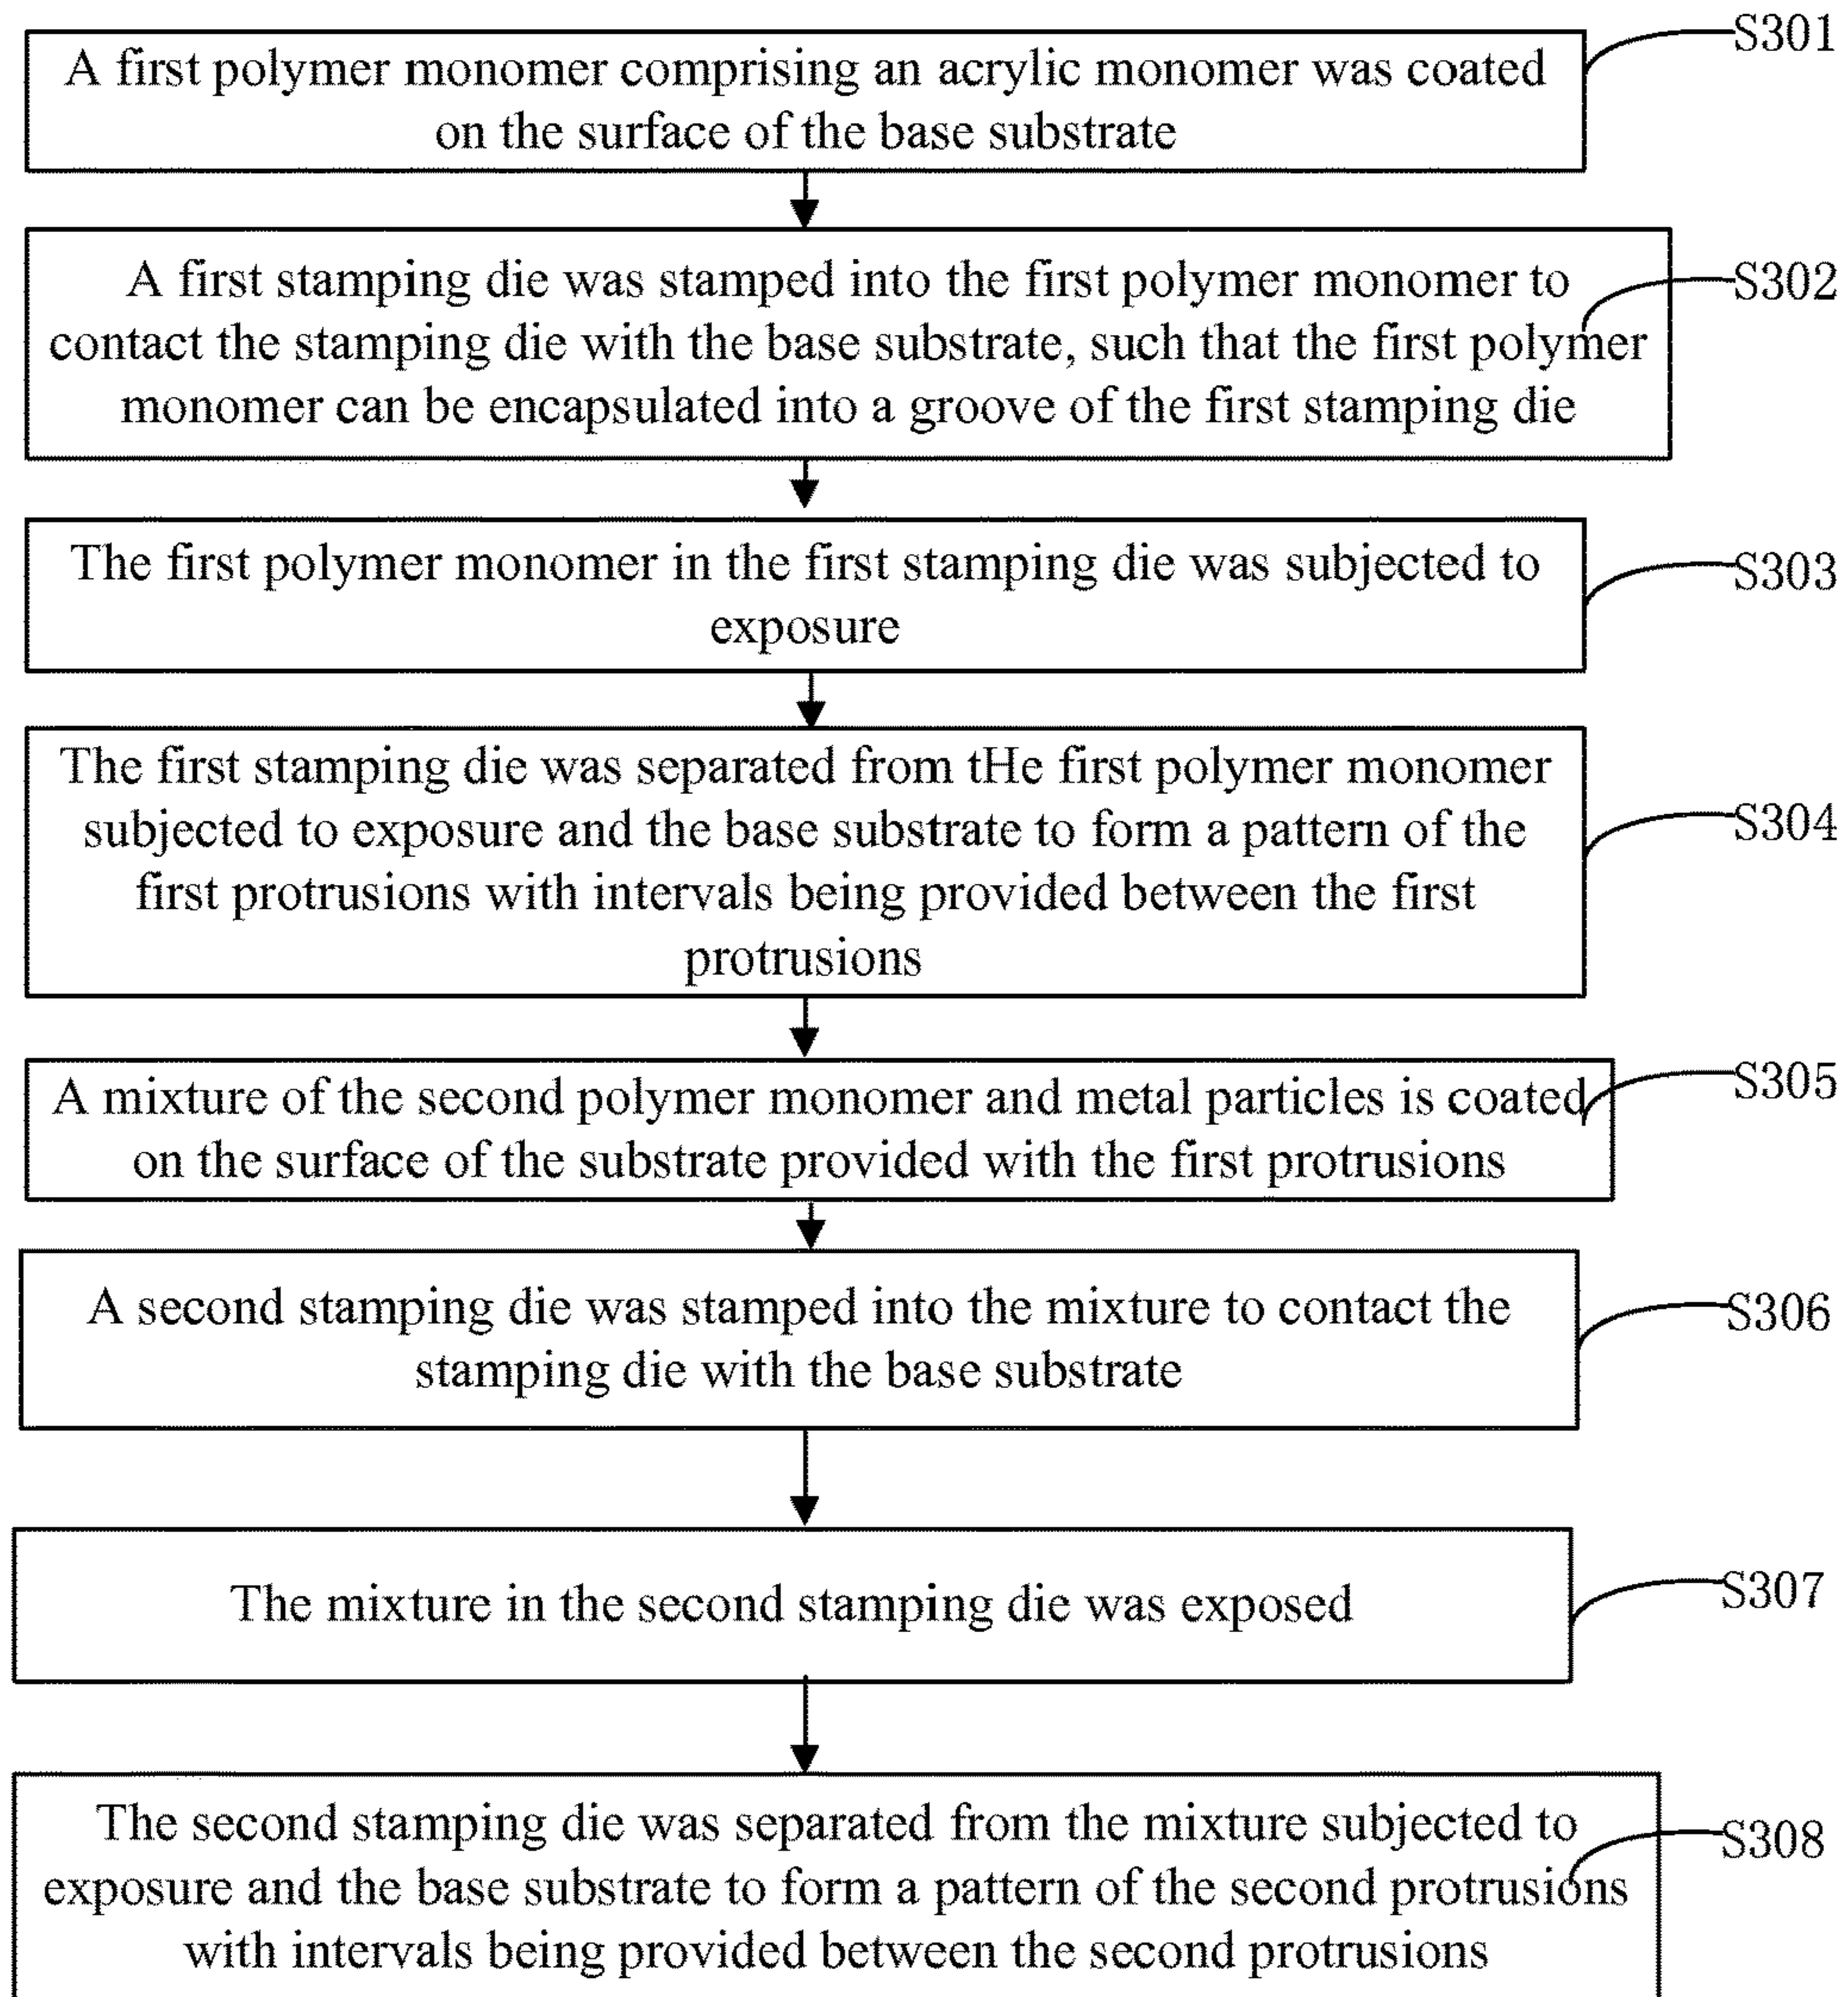 S301
A first polymer monomer comprising an acrylic monomer was coated
on the surface of the base substrate
S302
A first stamping die was stamped into the first polymer monomer to
contact the stamping die with the base substrate, such that the first polymer
monomer can be encapsulated into a groove of the first stamping die
S303
The first polymer monomer in the first stamping die was subjected to
exposure
S304
The first stamping die was separated from tHe first polymer monomer
subjected to exposure and the base substrate to form a pattern of the
first protrusions with intervals being provided between the first
protrusions
S305
A mixture of the second polymer monomer and metal particles is coated
on the surface of the substrate provided with the first protrusions
S306
A second stamping die was stamped into the mixture to contact the
stamping die with the base substrate
S307
The mixture in the second stamping die was exposed
S308
The second stamping die was separated from the mixture subjected to
exposure and the base substrate to form a pattern of the second protrusions
with intervals being provided between the second protrusions